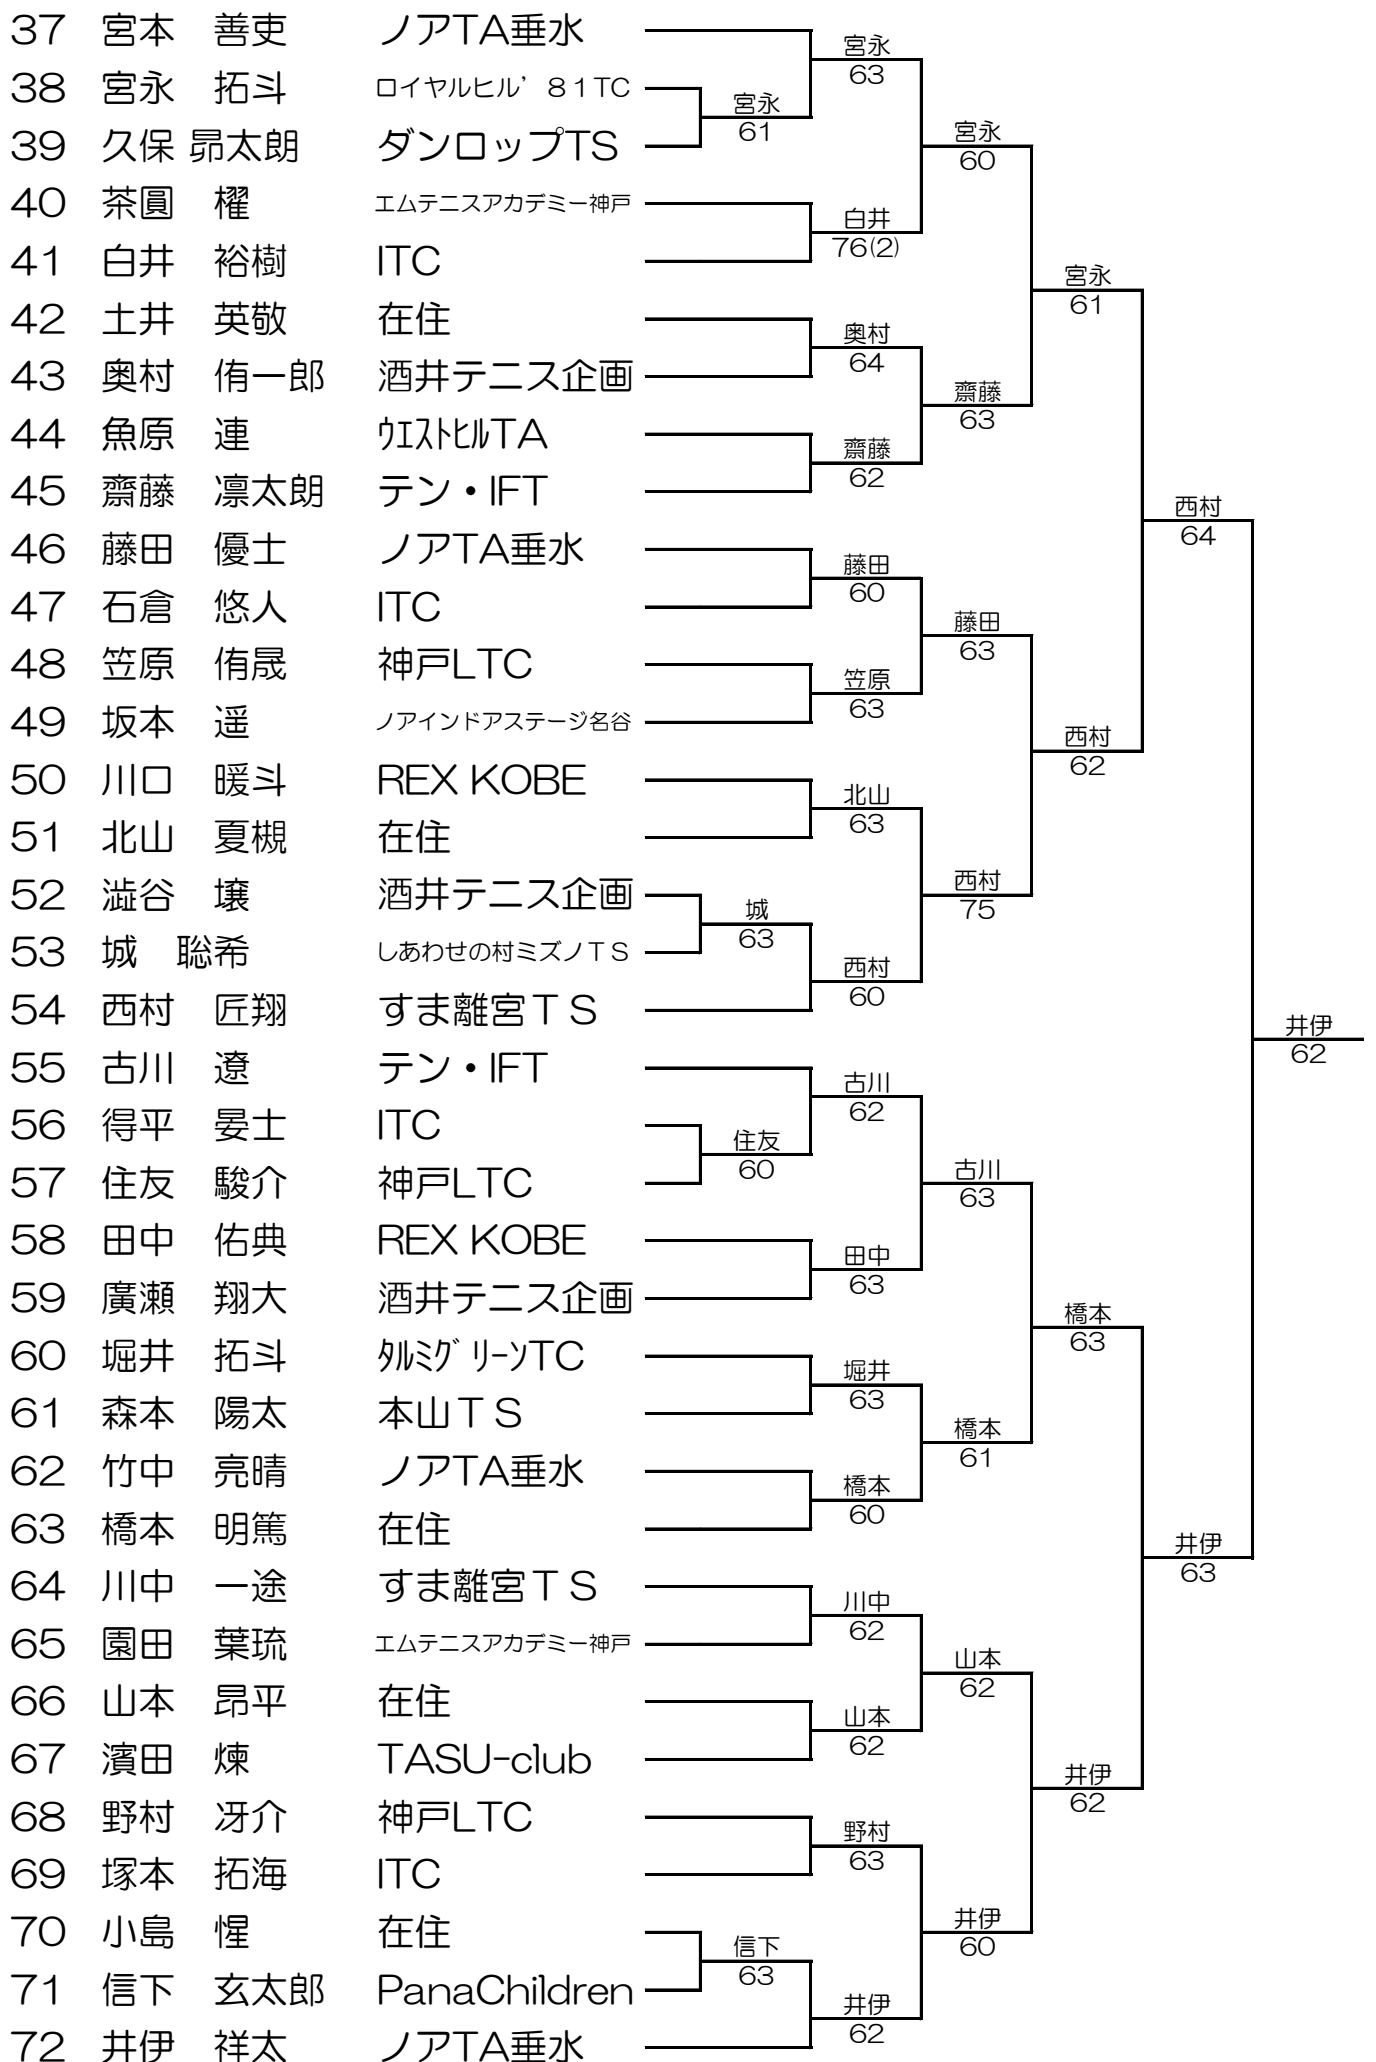 37 宮本 善吏 ノアTA垂水
宮永
63
38 宮永 拓斗 ロイヤルヒル’81TC
宮永
61
宮永
60
39 久保 昴太朗 ダンロップTS
40 茶圓 櫂 エムテニスアカデミー神戸
白井
76(2)
41 白井 裕樹 ITC
宮永
61
42 土井 英敬 在住
奥村
64
43 奥村 侑一郎 酒井テニス企画
齋藤
63
44 魚原 連 ウエストヒルTA
齋藤
62
45 齋藤 凛太朗 テン・IFT
西村
64
46 藤田 優士 ノアTA垂水
藤田
60
47 石倉 悠人 ITC
藤田
63
48 笠原 侑晟 神戸LTC
笠原
63
49 坂本 遥 ノアインドアステージ名谷
西村
62
50 川口 暖斗 REX KOBE
北山
63
51 北山 夏槻 在住
52 澁谷 壌 酒井テニス企画
西村
75
城
63
53 城 聡希 しあわせの村ミズノTS
西村
60
54 西村 匠翔 すま離宮TS
井伊
62
55 古川 遼 テン・IFT
古川
62
56 得平 晏士 ITC
住友
60
57 住友 駿介 神戸LTC
古川
63
58 田中 佑典 REX KOBE
田中
63
59 廣瀬 翔大 酒井テニス企画
橋本
63
60 堀井 拓斗 タルミグリーンTC
堀井
63
61 森本 陽太 本山TS
橋本
61
62 竹中 亮晴 ノアTA垂水
橋本
60
63 橋本 明篤 在住
井伊
63
64 川中 一途 すま離宮TS
川中
62
65 園田 葉琉 エムテニスアカデミー神戸
山本
62
66 山本 昂平 在住
山本
62
67 濱田 煉 TASU-club
井伊
62
68 野村 冴介 神戸LTC
野村
63
69 塚本 拓海 ITC
70 小島 惺 在住
井伊
60
信下
63
71 信下 玄太郎 PanaChildren
井伊
62
72 井伊 祥太 ノアTA垂水